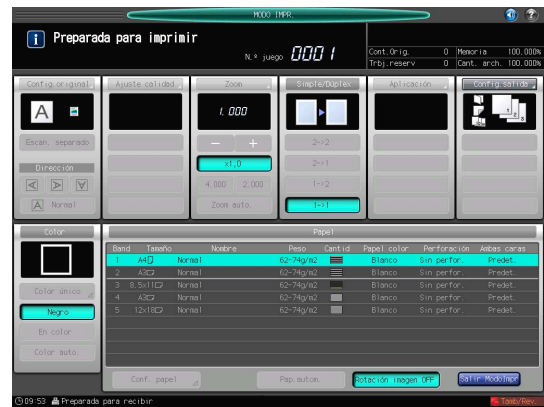 MODO IMPR.
Preparada para imprimir
N.º juego 0001
Cont.Orig. 0 Memoria 100.000%
Trbj.reserv 0 Cant. arch. 100.000%
Config.original Ajuste calidad Zoom Simple/Dúplex Aplicación Config.salida
A 1.000 1 2 3
Escan. separado - + 2->2
Dirección x1,0 2->1
A A A 4,000 2,000 1->2
A Normal Zoom auto. 1->1
Color Papel
Band Tamaño Nombre Peso Cantid Papel color Perforación Ambas caras
1 A4 Normal 62-74g/m2 Blanco Sin perfor. Predet.
2 A3 Normal 62-74g/m2 Blanco Sin perfor. Predet.
3 8.5x11 Normal 62-74g/m2 Blanco Sin perfor. Predet.
4 A3 Normal 62-74g/m2 Blanco Sin perfor. Predet.
5 12x18 Normal 62-74g/m2 Blanco Sin perfor. Predet.
Color único
Negro
En color
Color auto.
Conf. papel Pap.autom. Rotación imagen OFF Salir ModoImpr
09:53 Preparada para recibir Tamb/Rev.